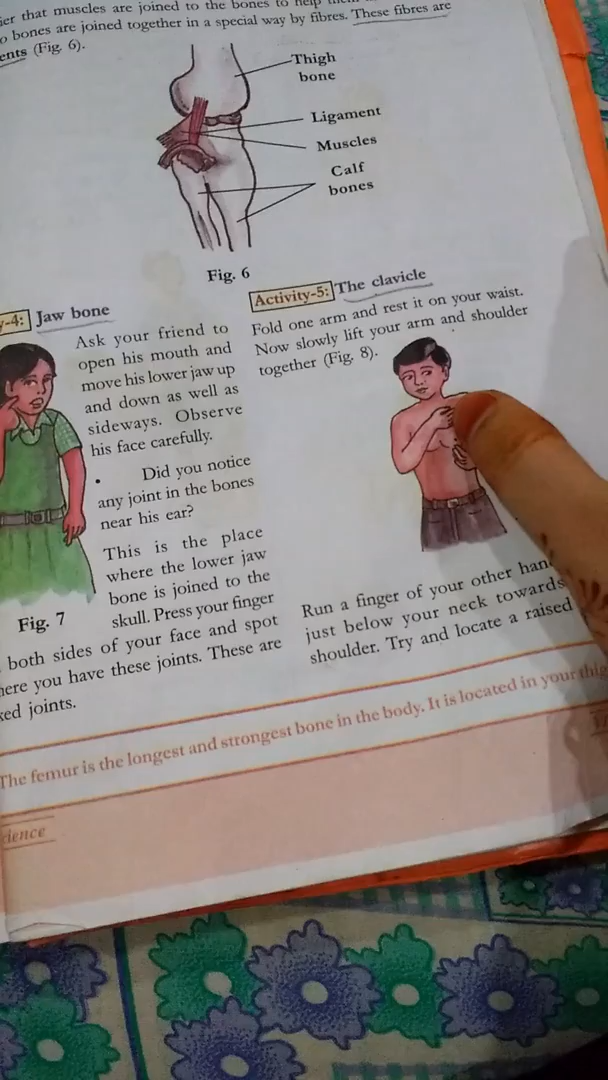 that muscles are joined to the bones to help
bones are joined together in a special way by fibres. These fibres are
(Fig. 6).
Thigh
bone
Ligament
Muscles
Calf
bones
Fig. 6
-4: Jaw bone
Ask your friend to
open his mouth and
move his lower jaw up
and down as well as
sideways. Observe
his face carefully.
• Did you notice
any joint in the bones
near his ear?
This is the place
where the lower jaw
bone is joined to the
skull. Press your finger
both sides of your face and spot
you have these joints. These are
joints.
Fig. 7
Activity-5: The clavicle
Fold one arm and rest it on your waist.
Now slowly lift your arm and shoulder
together (Fig. 8).
Run a finger of your other
just below your neck towards
shoulder. Try and locate a raised
The femur is the longest and strongest bone in the body. It is located in your